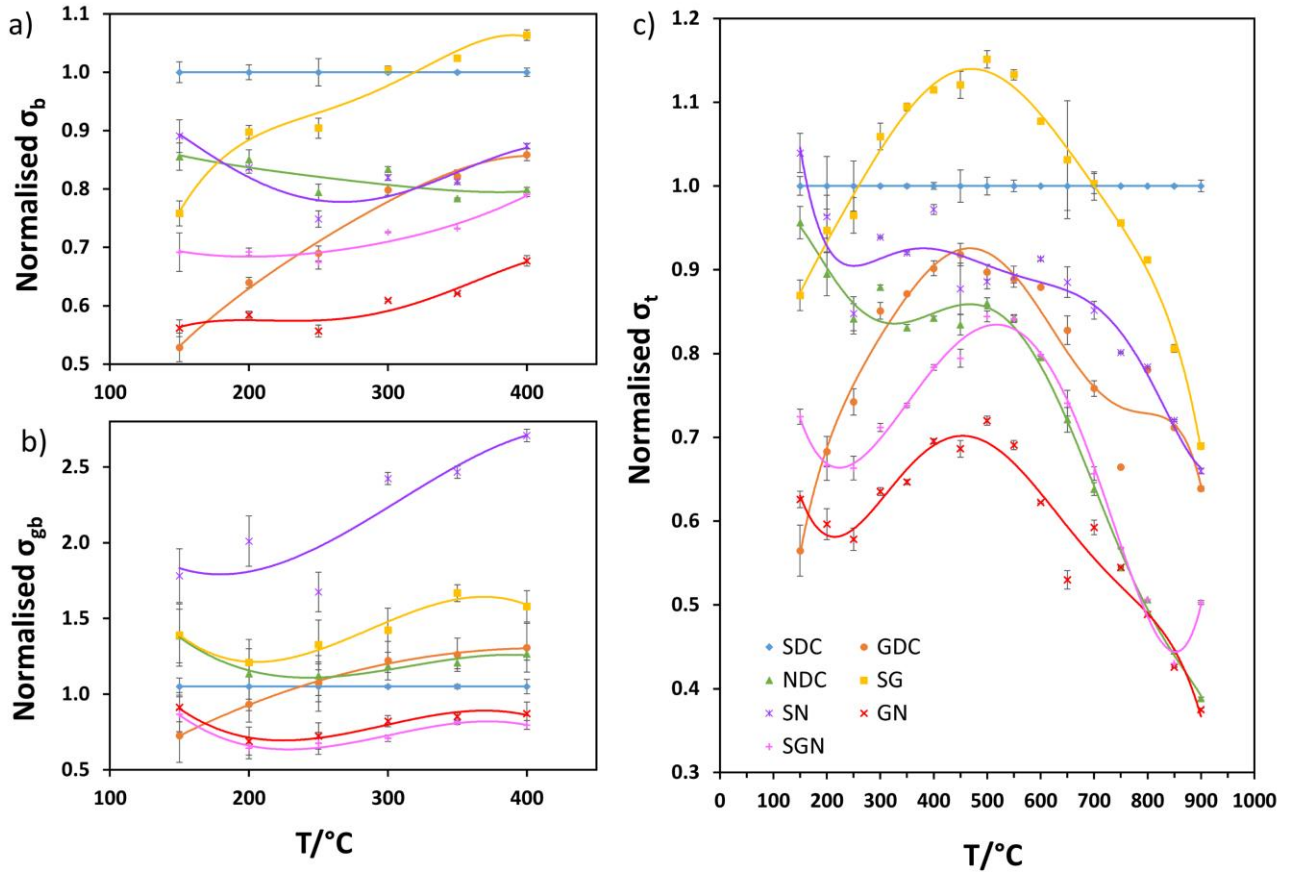 a)
Normalised σb
1.1
1.0
0.9
0.8
0.7
0.6
0.5
100
200
300
400
b)
Normalised σgb
2.5
2.0
1.5
1.0
0.5
100
200
300
400
T/°C
c)
Normalised σt
1.2
1.1
1.0
0.9
0.8
0.7
0.6
0.5
0.4
0.3
SDC
GDC
NDC
SG
SN
GN
SGN
0
100
200
300
400
500
600
700
800
900
1000
T/°C